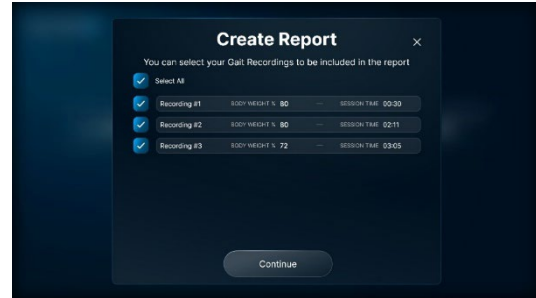 Create Report ×
You can select your Gait Recordings to be included in the report
Select All
Recording #1 BODY WEIGHT % 80 — SESSION TIME 00:30
Recording #2 BODY WEIGHT % 80 — SESSION TIME 02:11
Recording #3 BODY WEIGHT % 72 — SESSION TIME 03:05
Continue